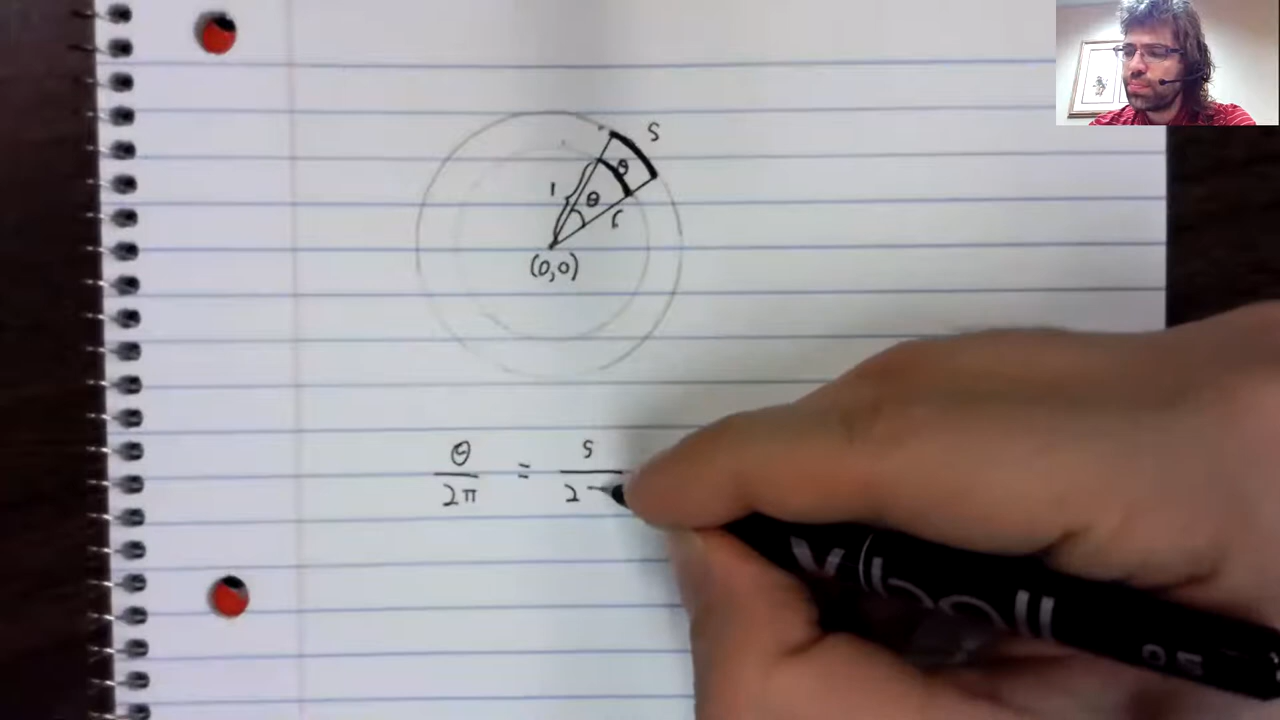 S
θ
1
θ
r
(0,0)
θ/2π = S/2